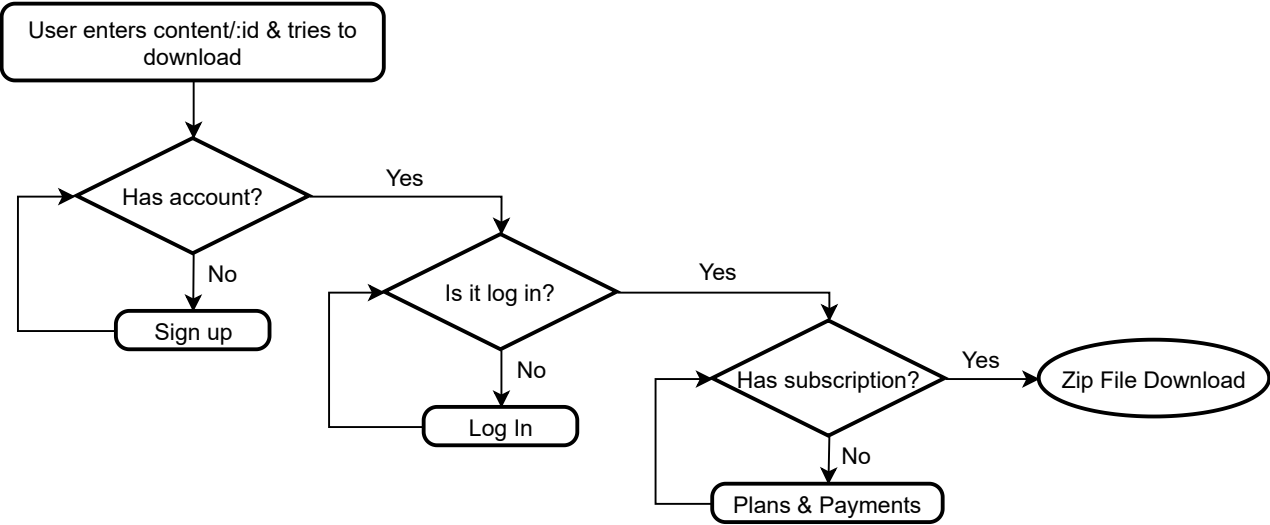 User enters content/:id & tries to
download
Has account?
Yes
No
Sign up
Is it log in?
Yes
No
Log In
Has subscription?
Yes
Zip File Download
No
Plans & Payments